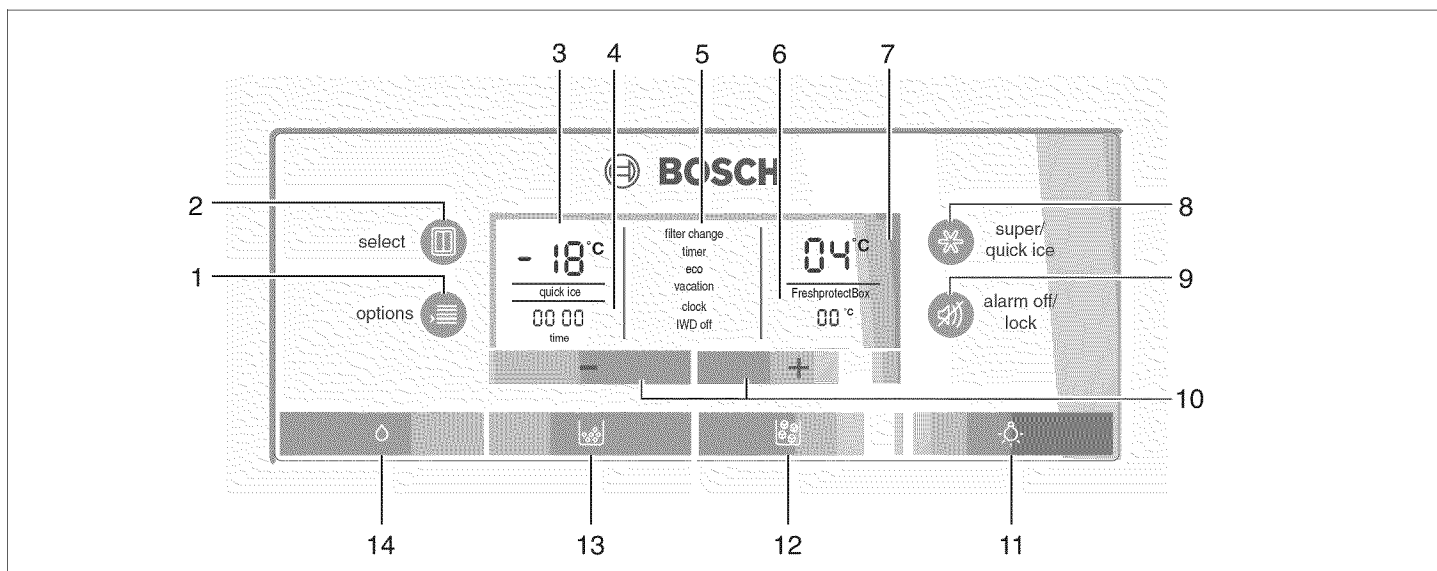 3 4 5 6 7
BOSCH
2
select
1
options
-18°C
quick ice
00 00
time
filter change
timer
eco
vacation
clock
IWD off
04°C
FreshprotectBox
00°C
8
super/
quick ice
9
alarm off/
lock
- +
10
14 13 12 11